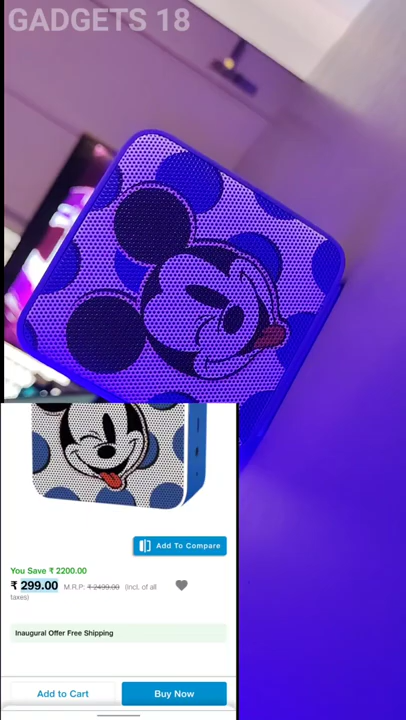 GADGETS 18
Add To Compare
You Save ₹ 2200.00
₹ 299.00 M.R.P: ₹ 2499.00 (Incl. of all
taxes)
Inaugural Offer Free Shipping
Add to Cart
Buy Now